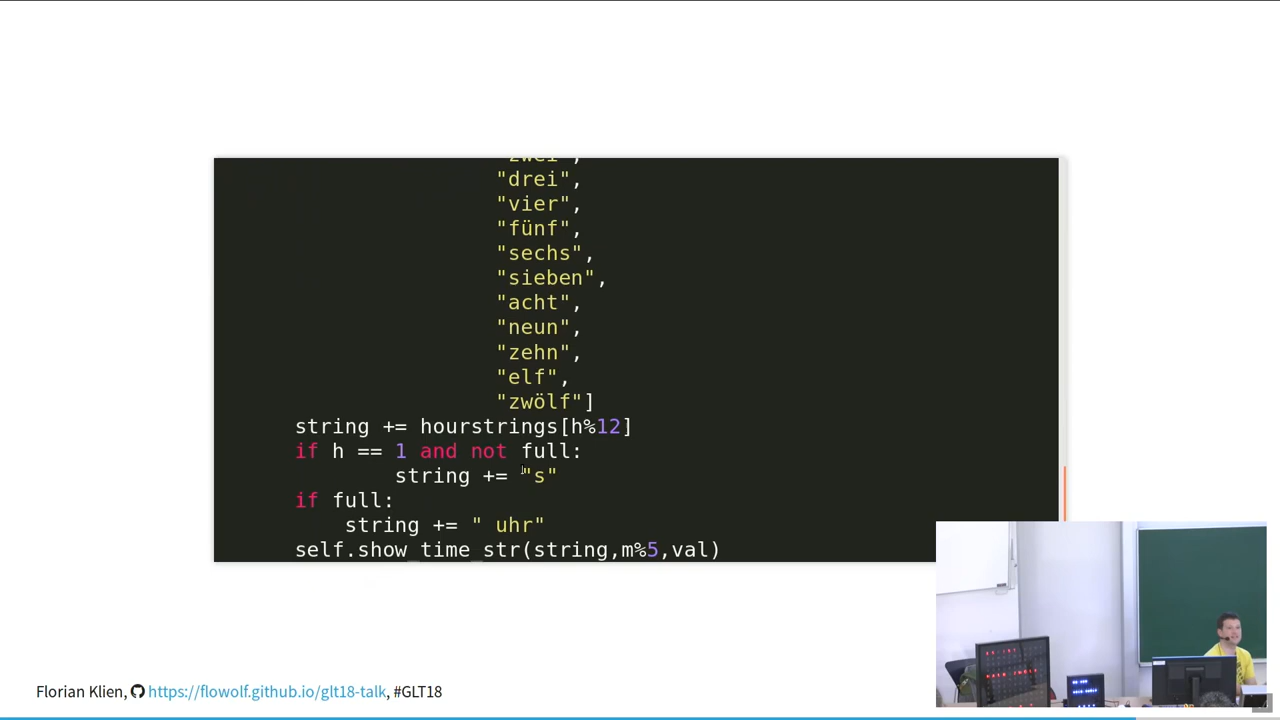 "zwei",
"drei",
"vier",
"fünf",
"sechs",
"sieben",
"acht",
"neun",
"zehn",
"elf",
"zwölf"]
string += hourstrings[h%12]
if h == 1 and not full:
string += "s"
if full:
string += " uhr"
self.show_time_str(string,m%5,val)
Florian Klien, https://flowolf.github.io/glt18-talk, #GLT18